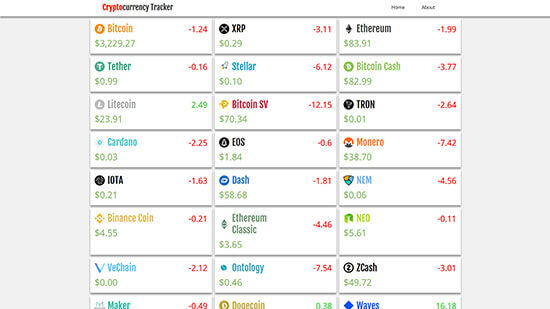 Cryptocurrency Tracker
Home
About
Bitcoin -1.24
$3,229.27
XRP -3.11
$0.29
Ethereum -1.99
$83.91
Tether -0.16
$0.99
Stellar -6.12
$0.10
Bitcoin Cash -3.77
$82.99
Litecoin 2.49
$23.91
Bitcoin SV -12.15
$70.34
TRON -2.64
$0.01
Cardano -2.25
$0.03
EOS -0.6
$1.84
Monero -7.42
$38.70
IOTA -1.63
$0.21
Dash -1.81
$58.68
NEM -4.56
$0.06
Binance Coin -0.21
$4.55
Ethereum
Classic -4.46
$3.65
NEO -0.11
$5.61
VeChain -2.12
$0.00
Ontology -7.54
$0.46
ZCash -3.01
$49.72
Maker -0.49
Dogecoin 0.38
Waves 16.18